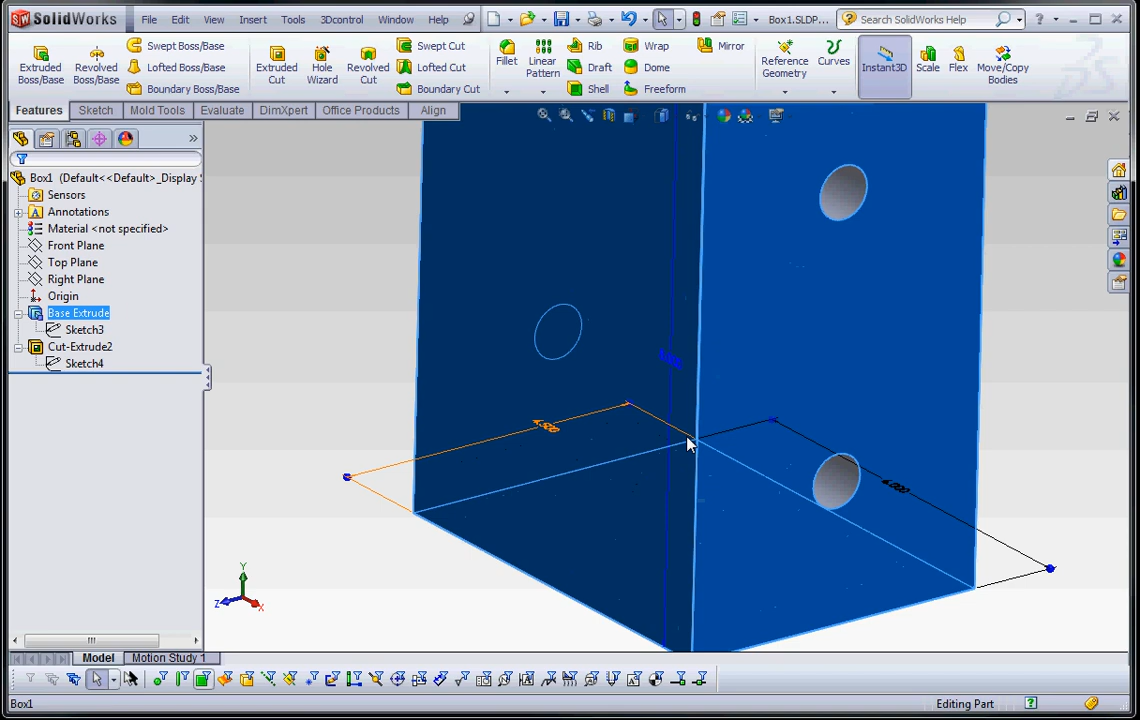 SolidWorks File Edit View Insert Tools 3Dcontrol Window Help Box1.SLDP... Search SolidWorks Help
Extruded Boss/Base
Revolved Boss/Base
Swept Boss/Base
Lofted Boss/Base
Boundary Boss/Base
Extruded Cut
Hole Wizard
Revolved Cut
Swept Cut
Lofted Cut
Boundary Cut
Fillet
Linear Pattern
Rib
Draft
Shell
Wrap
Dome
Freeform
Mirror
Reference Geometry
Curves
Instant3D
Scale
Flex
Move/Copy Bodies
Features Sketch Mold Tools Evaluate DimXpert Office Products Align
Box1 (Default<<Default>_Display
Sensors
Annotations
Material <not specified>
Front Plane
Top Plane
Right Plane
Origin
Base Extrude
Sketch3
Cut-Extrude2
Sketch4
4.000
Y
Z
X
Model Motion Study 1
Box1 Editing Part